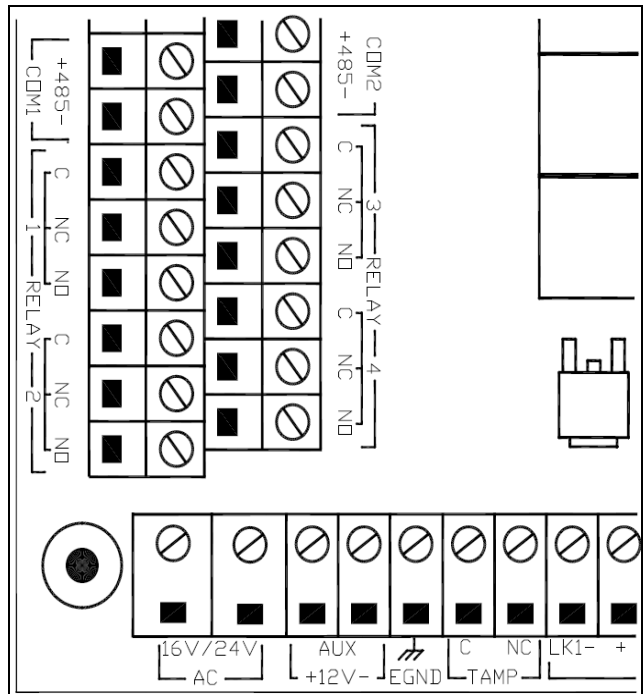 +485-
COM1
C
NC
NO
1
RELAY
C
NC
NO
2
COM2
+485-
C
NC
NO
3
RELAY
C
NC
NO
4
16V/24V
AC
AUX
+12V-
EGND
C NC
TAMP
LK1- +